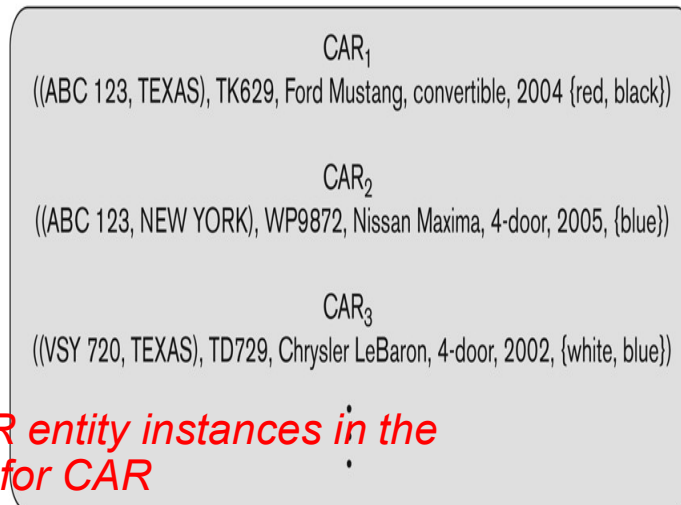 CAR₁
((ABC 123, TEXAS), TK629, Ford Mustang, convertible, 2004 {red, black})
CAR₂
((ABC 123, NEW YORK), WP9872, Nissan Maxima, 4-door, 2005, {blue})
CAR₃
((VSY 720, TEXAS), TD729, Chrysler LeBaron, 4-door, 2002, {white, blue})
R entity instances in the
for CAR